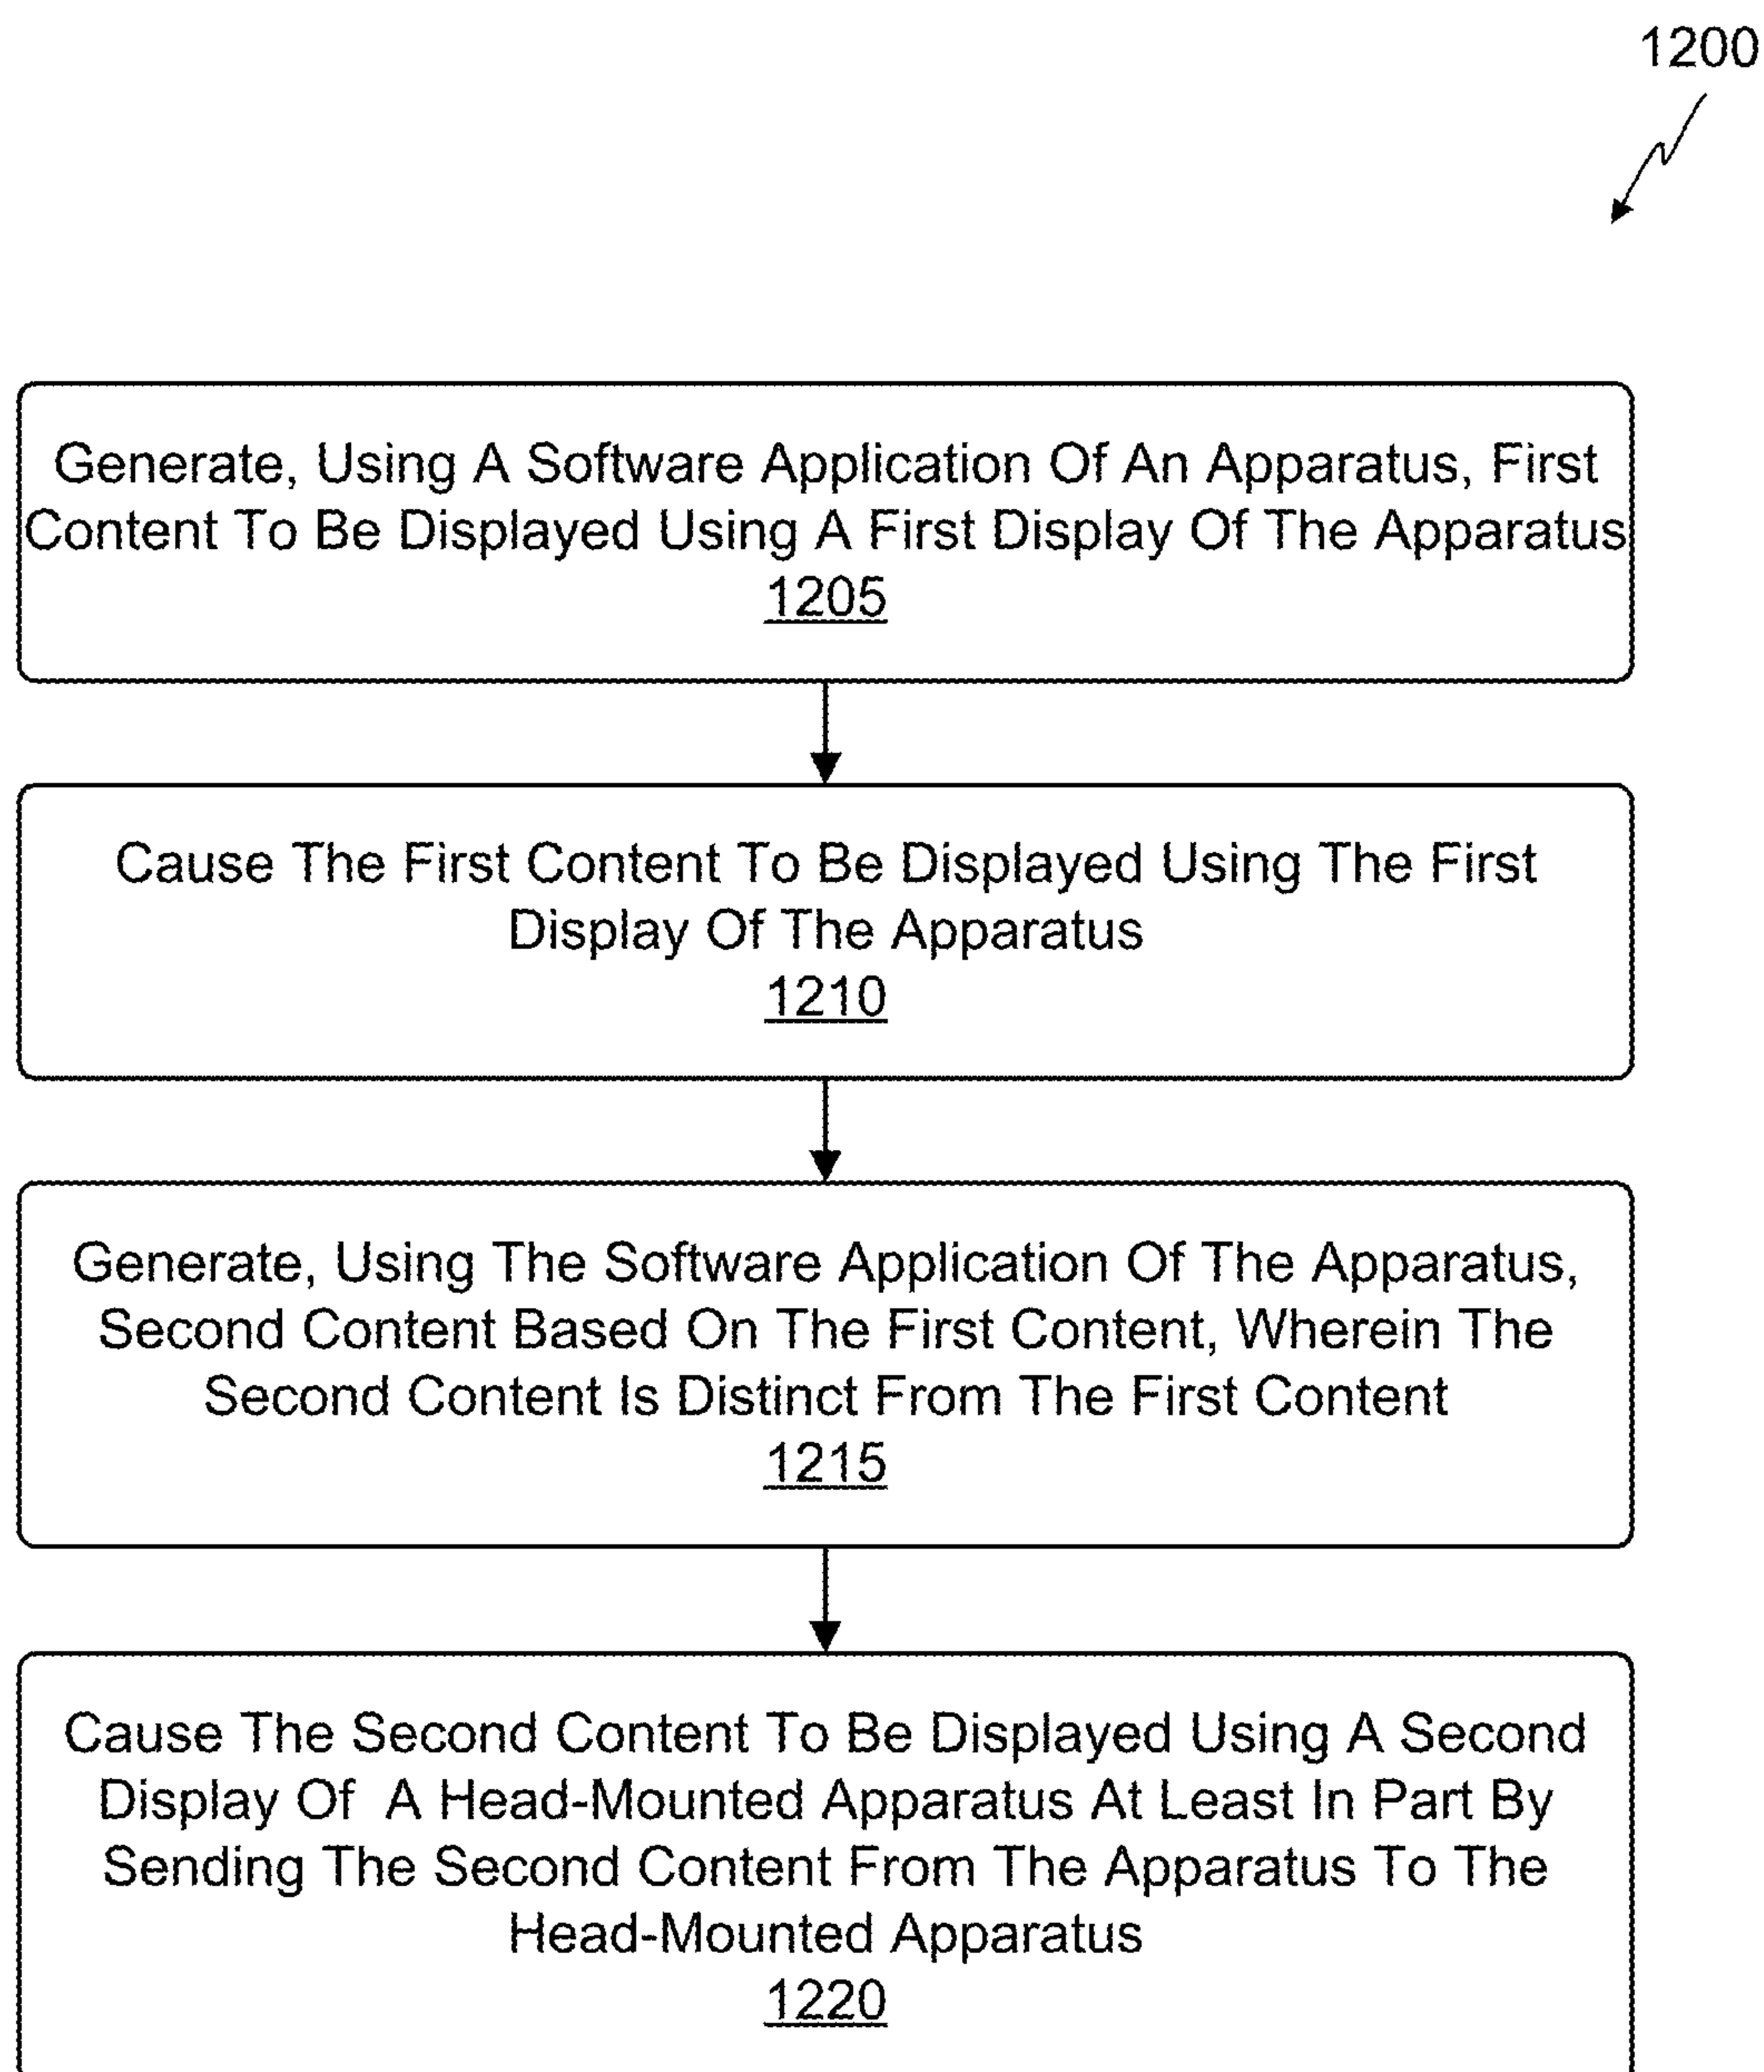 1200
Generate, Using A Software Application Of An Apparatus, First
Content To Be Displayed Using A First Display Of The Apparatus
1205
Cause The First Content To Be Displayed Using The First
Display Of The Apparatus
1210
Generate, Using The Software Application Of The Apparatus,
Second Content Based On The First Content, Wherein The
Second Content Is Distinct From The First Content
1215
Cause The Second Content To Be Displayed Using A Second
Display Of A Head-Mounted Apparatus At Least In Part By
Sending The Second Content From The Apparatus To The
Head-Mounted Apparatus
1220